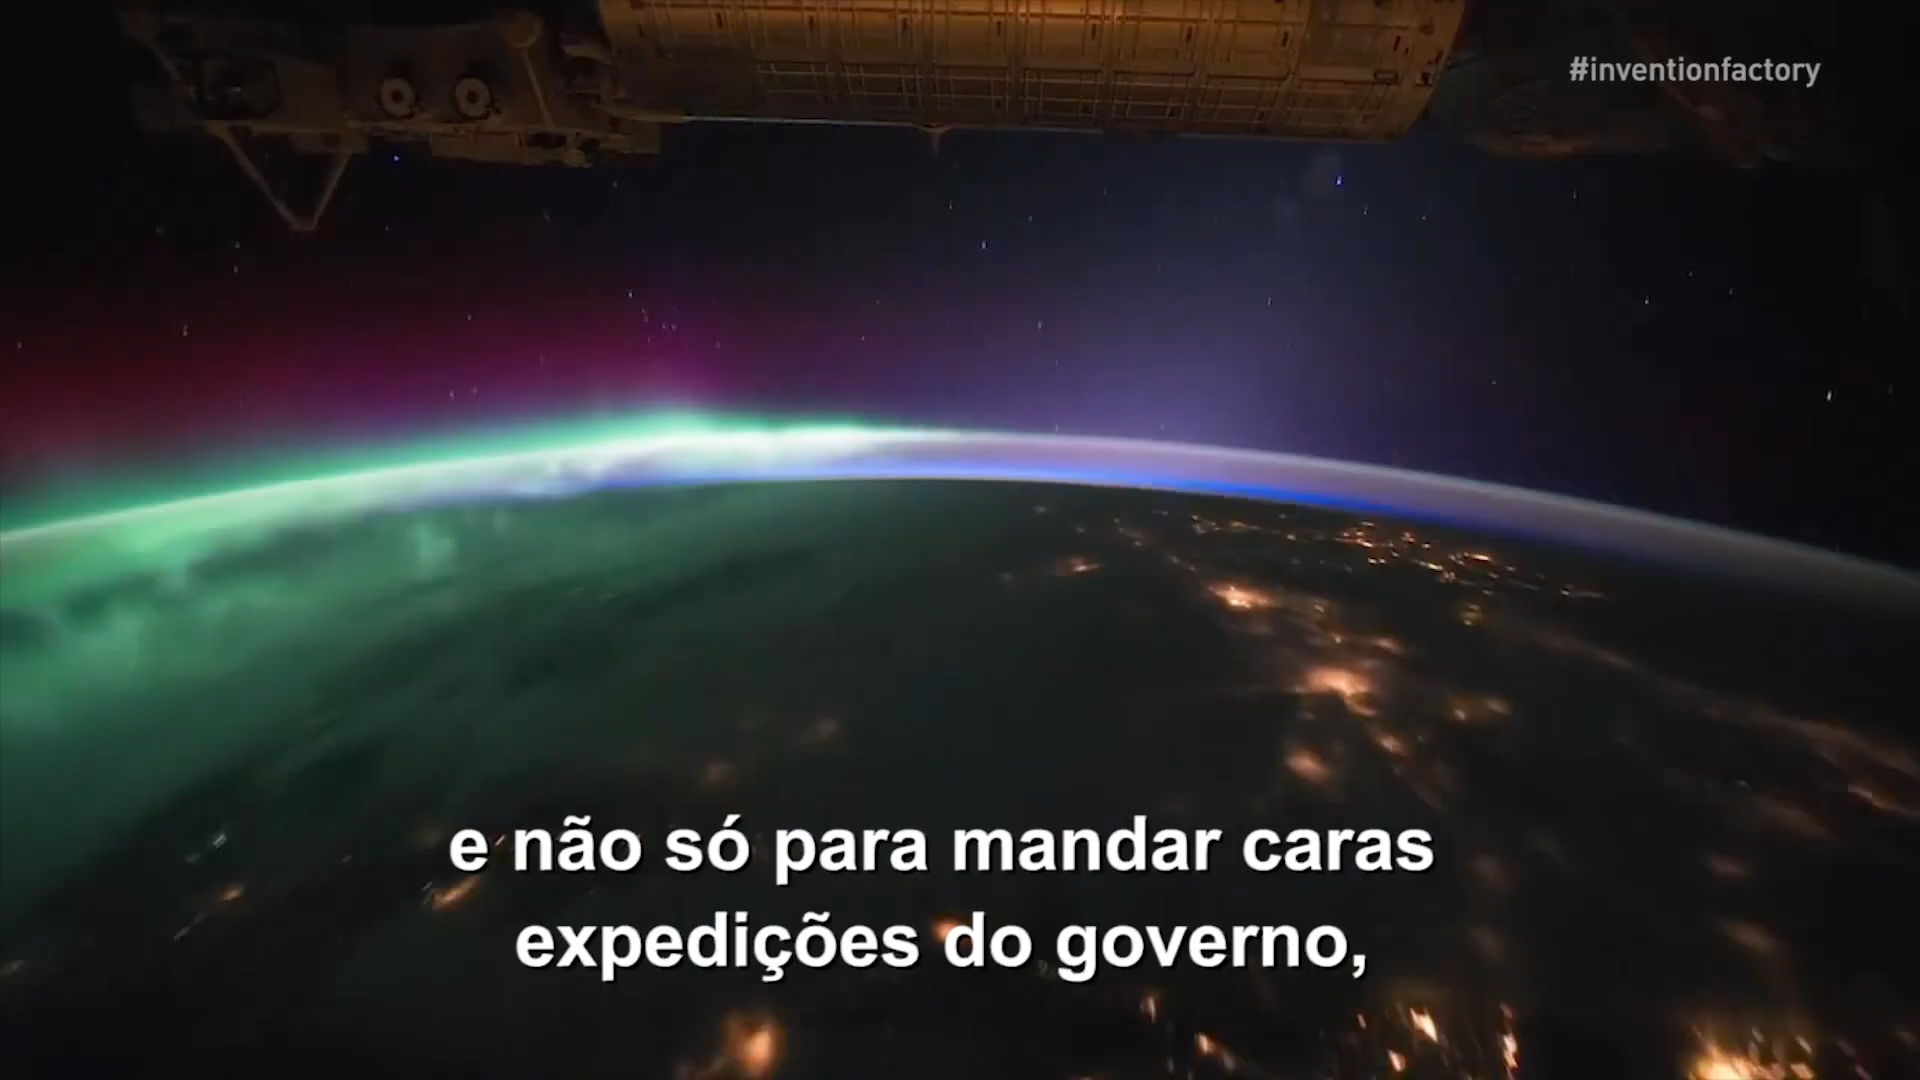 #inventionfactory
e não só para mandar caras
expedições do governo,